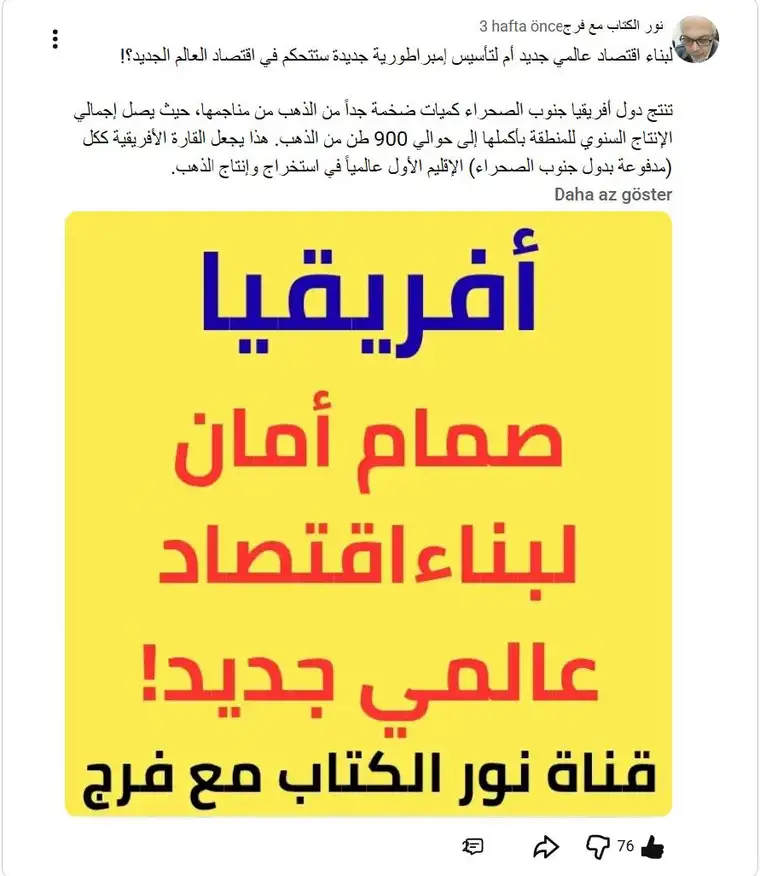 نور الكتاب مع فرج 3 hafta önce
لبناء اقتصاد عالمي جديد أم لتأسيس إمبراطورية جديدة ستتحكم في اقتصاد العالم الجديد؟!
تنتج دول أفريقيا جنوب الصحراء كميات ضخمة جداً من الذهب من مناجمها، حيث يصل إجمالي
الإنتاج السنوي للمنطقة بأكملها إلى حوالي 900 طن من الذهب. هذا يجعل القارة الأفريقية ككل
(مدفوعة بدول جنوب الصحراء) الإقليم الأول عالمياً في استخراج وإنتاج الذهب.
Daha az göster
أفريقيا
صمام أمان
لبناءاقتصاد
عالمي جديد!
قناة نور الكتاب مع فرج
76
2